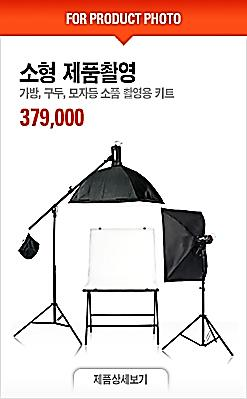 FOR PRODUCT PHOTO
소형 제품촬영
가방, 구두, 모자등 소품 촬영용 키트
379,000
제품상세보기